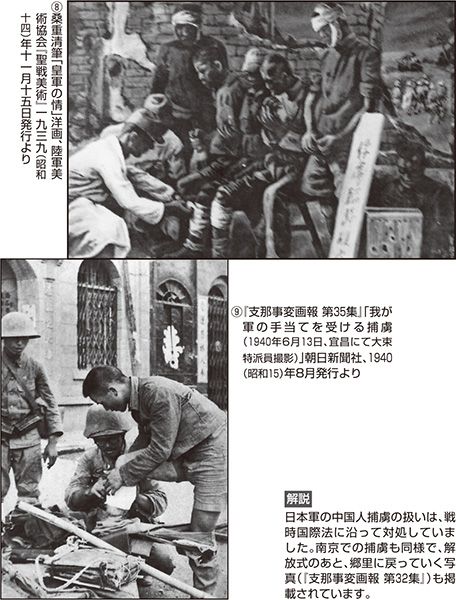 ⑧桑重清筆「皇軍の情」洋画、陸軍美
術協会『聖戦美術』一九三九(昭和
十四)年十一月十五日発行より
⑨『支那事変画報 第35集』「我が
軍の手当てを受ける捕虜
(1940年6月13日、宜昌にて大束
特派員撮影)」朝日新聞社、1940
(昭和15)年8月発行より
解説
日本軍の中国人捕虜の扱いは、戦
時国際法に沿って対処していま
した。南京での捕虜も同様で、解
放式のあと、郷里に戻っていく写
真(『支那事変画報 第32集』)も掲
載されています。